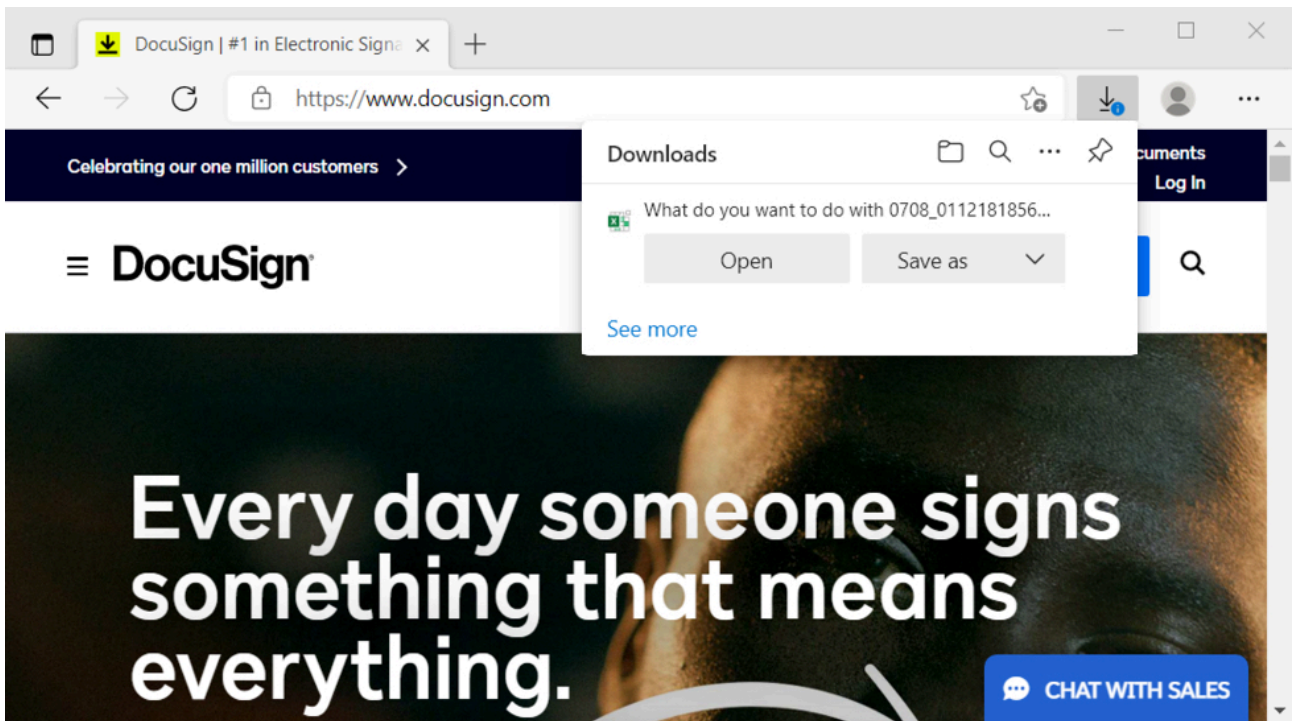 DocuSign | #1 in Electronic Signa
https://www.docusign.com
Celebrating our one million customers
Downloads
Log In
What do you want to do with 0708_0112181856...
Open
Save as
DocuSign
See more
Every day someone signs
something that means
everything.
CHAT WITH SALES